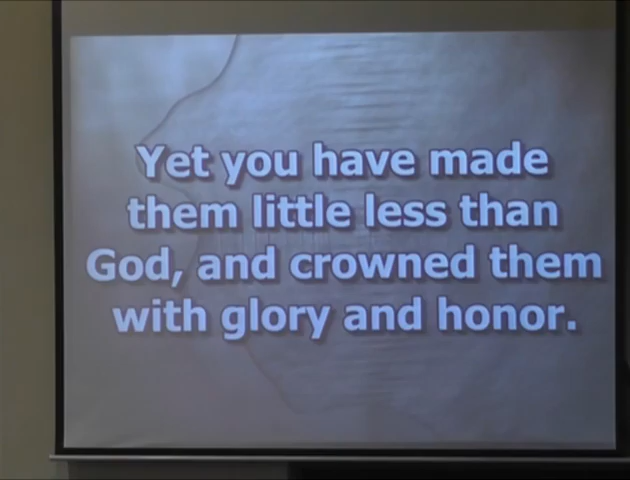 Yet you have made
them little less than
God, and crowned them
with glory and honor.